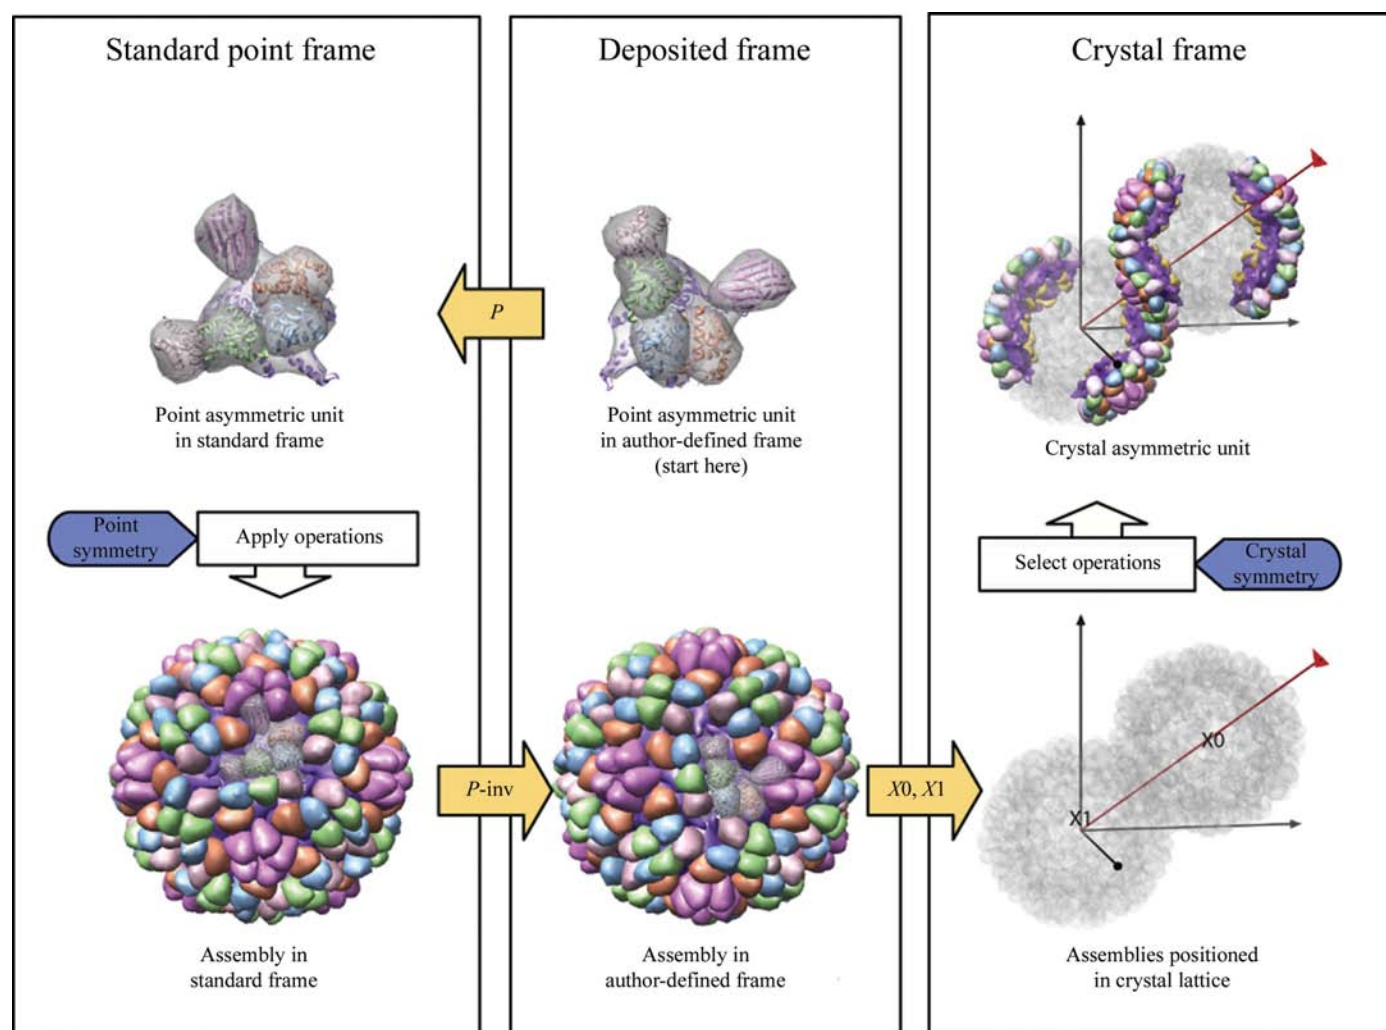 Standard point frame
Deposited frame
Crystal frame
P
Point asymmetric unit
in standard frame
Point asymmetric unit
in author-defined frame
(start here)
Crystal asymmetric unit
Point
symmetry
Apply operations
Select operations
Crystal
symmetry
X0
X1
P-inv
X0, X1
Assembly in
standard frame
Assembly in
author-defined frame
Assemblies positioned
in crystal lattice